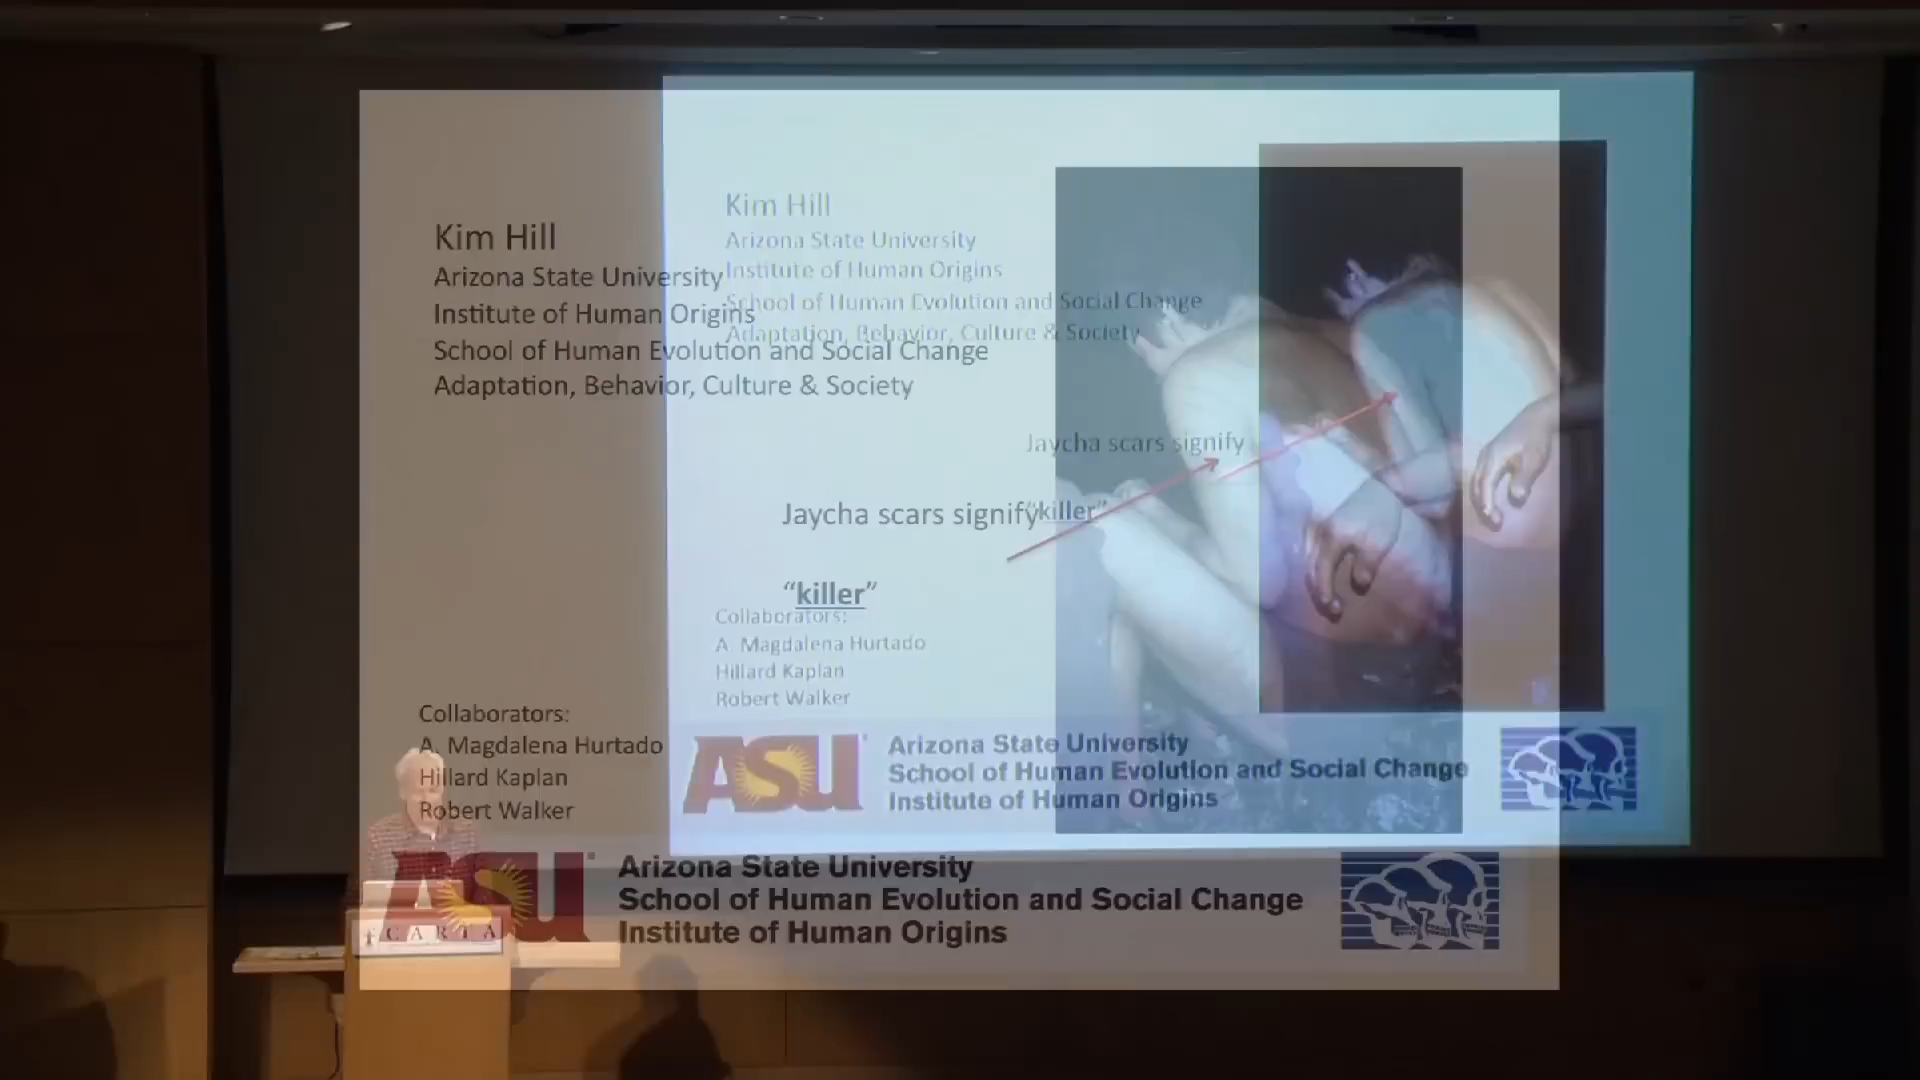 Kim Hill
Arizona State University
Institute of Human Origins
School of Human Evolution and Social Change
Adaptation, Behavior, Culture & Society
Jaycha scars signify
“killer”
Collaborators:
A. Magdalena Hurtado
Hillard Kaplan
Robert Walker
ASU
Arizona State University
School of Human Evolution and Social Change
Institute of Human Origins
Kim Hill
Arizona State University
Institute of Human Origins
School of Human Evolution and Social Change
Adaptation, Behavior, Culture & Society
Jaycha scars signify
“killer”
Collaborators:
A. Magdalena Hurtado
Hillard Kaplan
Robert Walker
ASU
Arizona State University
School of Human Evolution and Social Change
Institute of Human Origins
CARTA